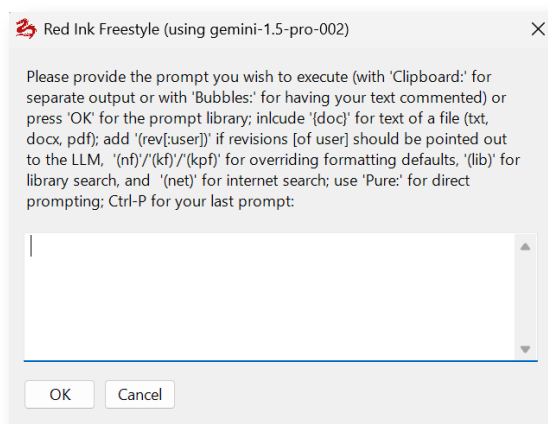 Red Ink Freestyle (using gemini-1.5-pro-002)
Please provide the prompt you wish to execute (with 'Clipboard:' for
separate output or with 'Bubbles:' for having your text commented) or
press 'OK' for the prompt library; inlcude '{doc}' for text of a file (txt,
docx, pdf); add '(rev[:user])' if revisions [of user] should be pointed out
to the LLM,  '(nf)'/'(kf)'/'(kpf)' for overriding formatting defaults, '(lib)' for
library search, and  '(net)' for internet search; use 'Pure:' for direct
prompting; Ctrl-P for your last prompt:
OK Cancel